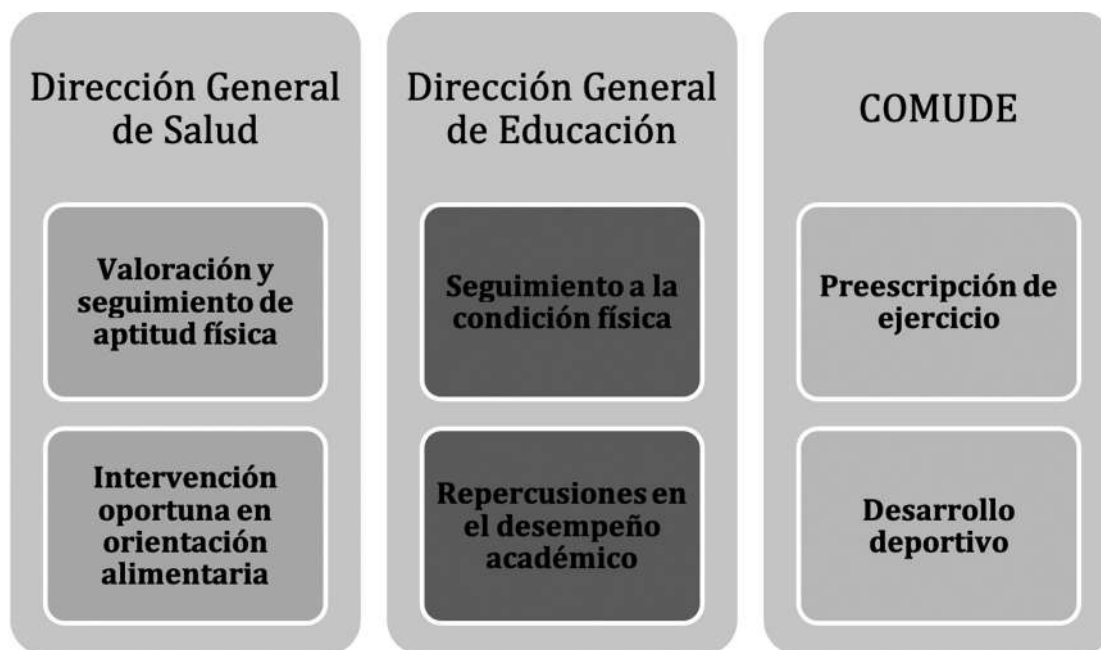 Dirección General
de Salud
Valoración y
seguimiento de
aptitud física
Intervención
oportuna en
orientación
alimentaria
Dirección General
de Educación
Seguimiento a la
condición física
Repercusiones en
el desempeño
académico
COMUDE
Preescripción de
ejercicio
Desarrollo
deportivo